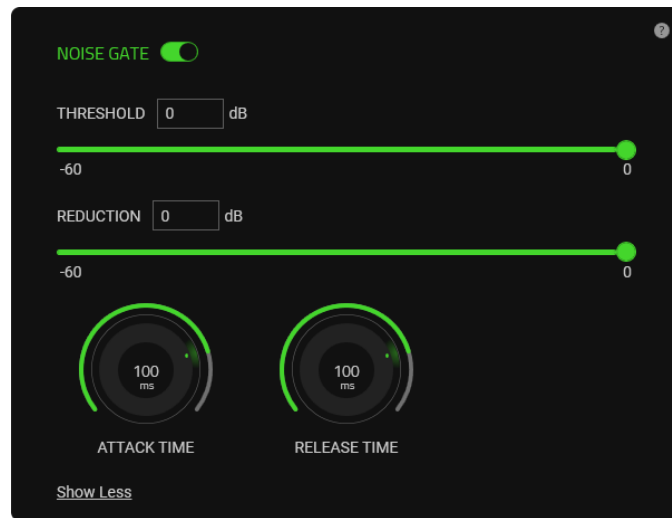 ?
NOISE GATE
THRESHOLD 0 dB
-60 0
REDUCTION 0 dB
-60 0
100 100
ms ms
ATTACK TIME RELEASE TIME
Show Less